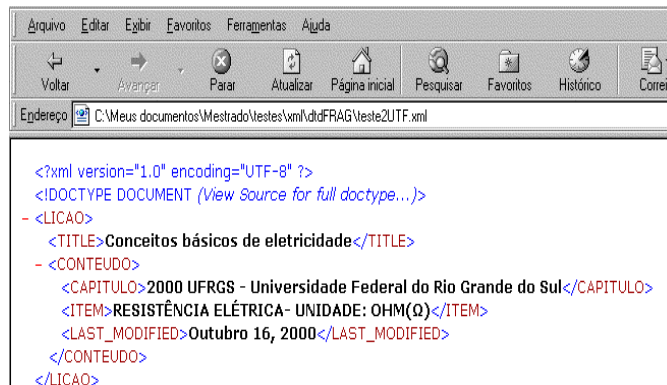 Arquivo Editar Exibir Favoritos Ferramentas Ajuda
Voltar Avançar Parar Atualizar Página inicial Pesquisar Favoritos Histórico Correi
Endereço C:\Meus documentos\Mestrado\testes\xml\dtdFRAG\teste2UTF.xml
<?xml version="1.0" encoding="UTF-8" ?>
<!DOCTYPE DOCUMENT (View Source for full doctype...)>
- <LICAO>
<TITLE>Conceitos básicos de eletricidade</TITLE>
- <CONTEUDO>
<CAPITULO>2000 UFRGS - Universidade Federal do Rio Grande do Sul</CAPITULO>
<ITEM>RESISTÊNCIA ELÉTRICA- UNIDADE: OHM(Ω)</ITEM>
<LAST_MODIFIED>Outubro 16, 2000</LAST_MODIFIED>
</CONTEUDO>
</LICAO>